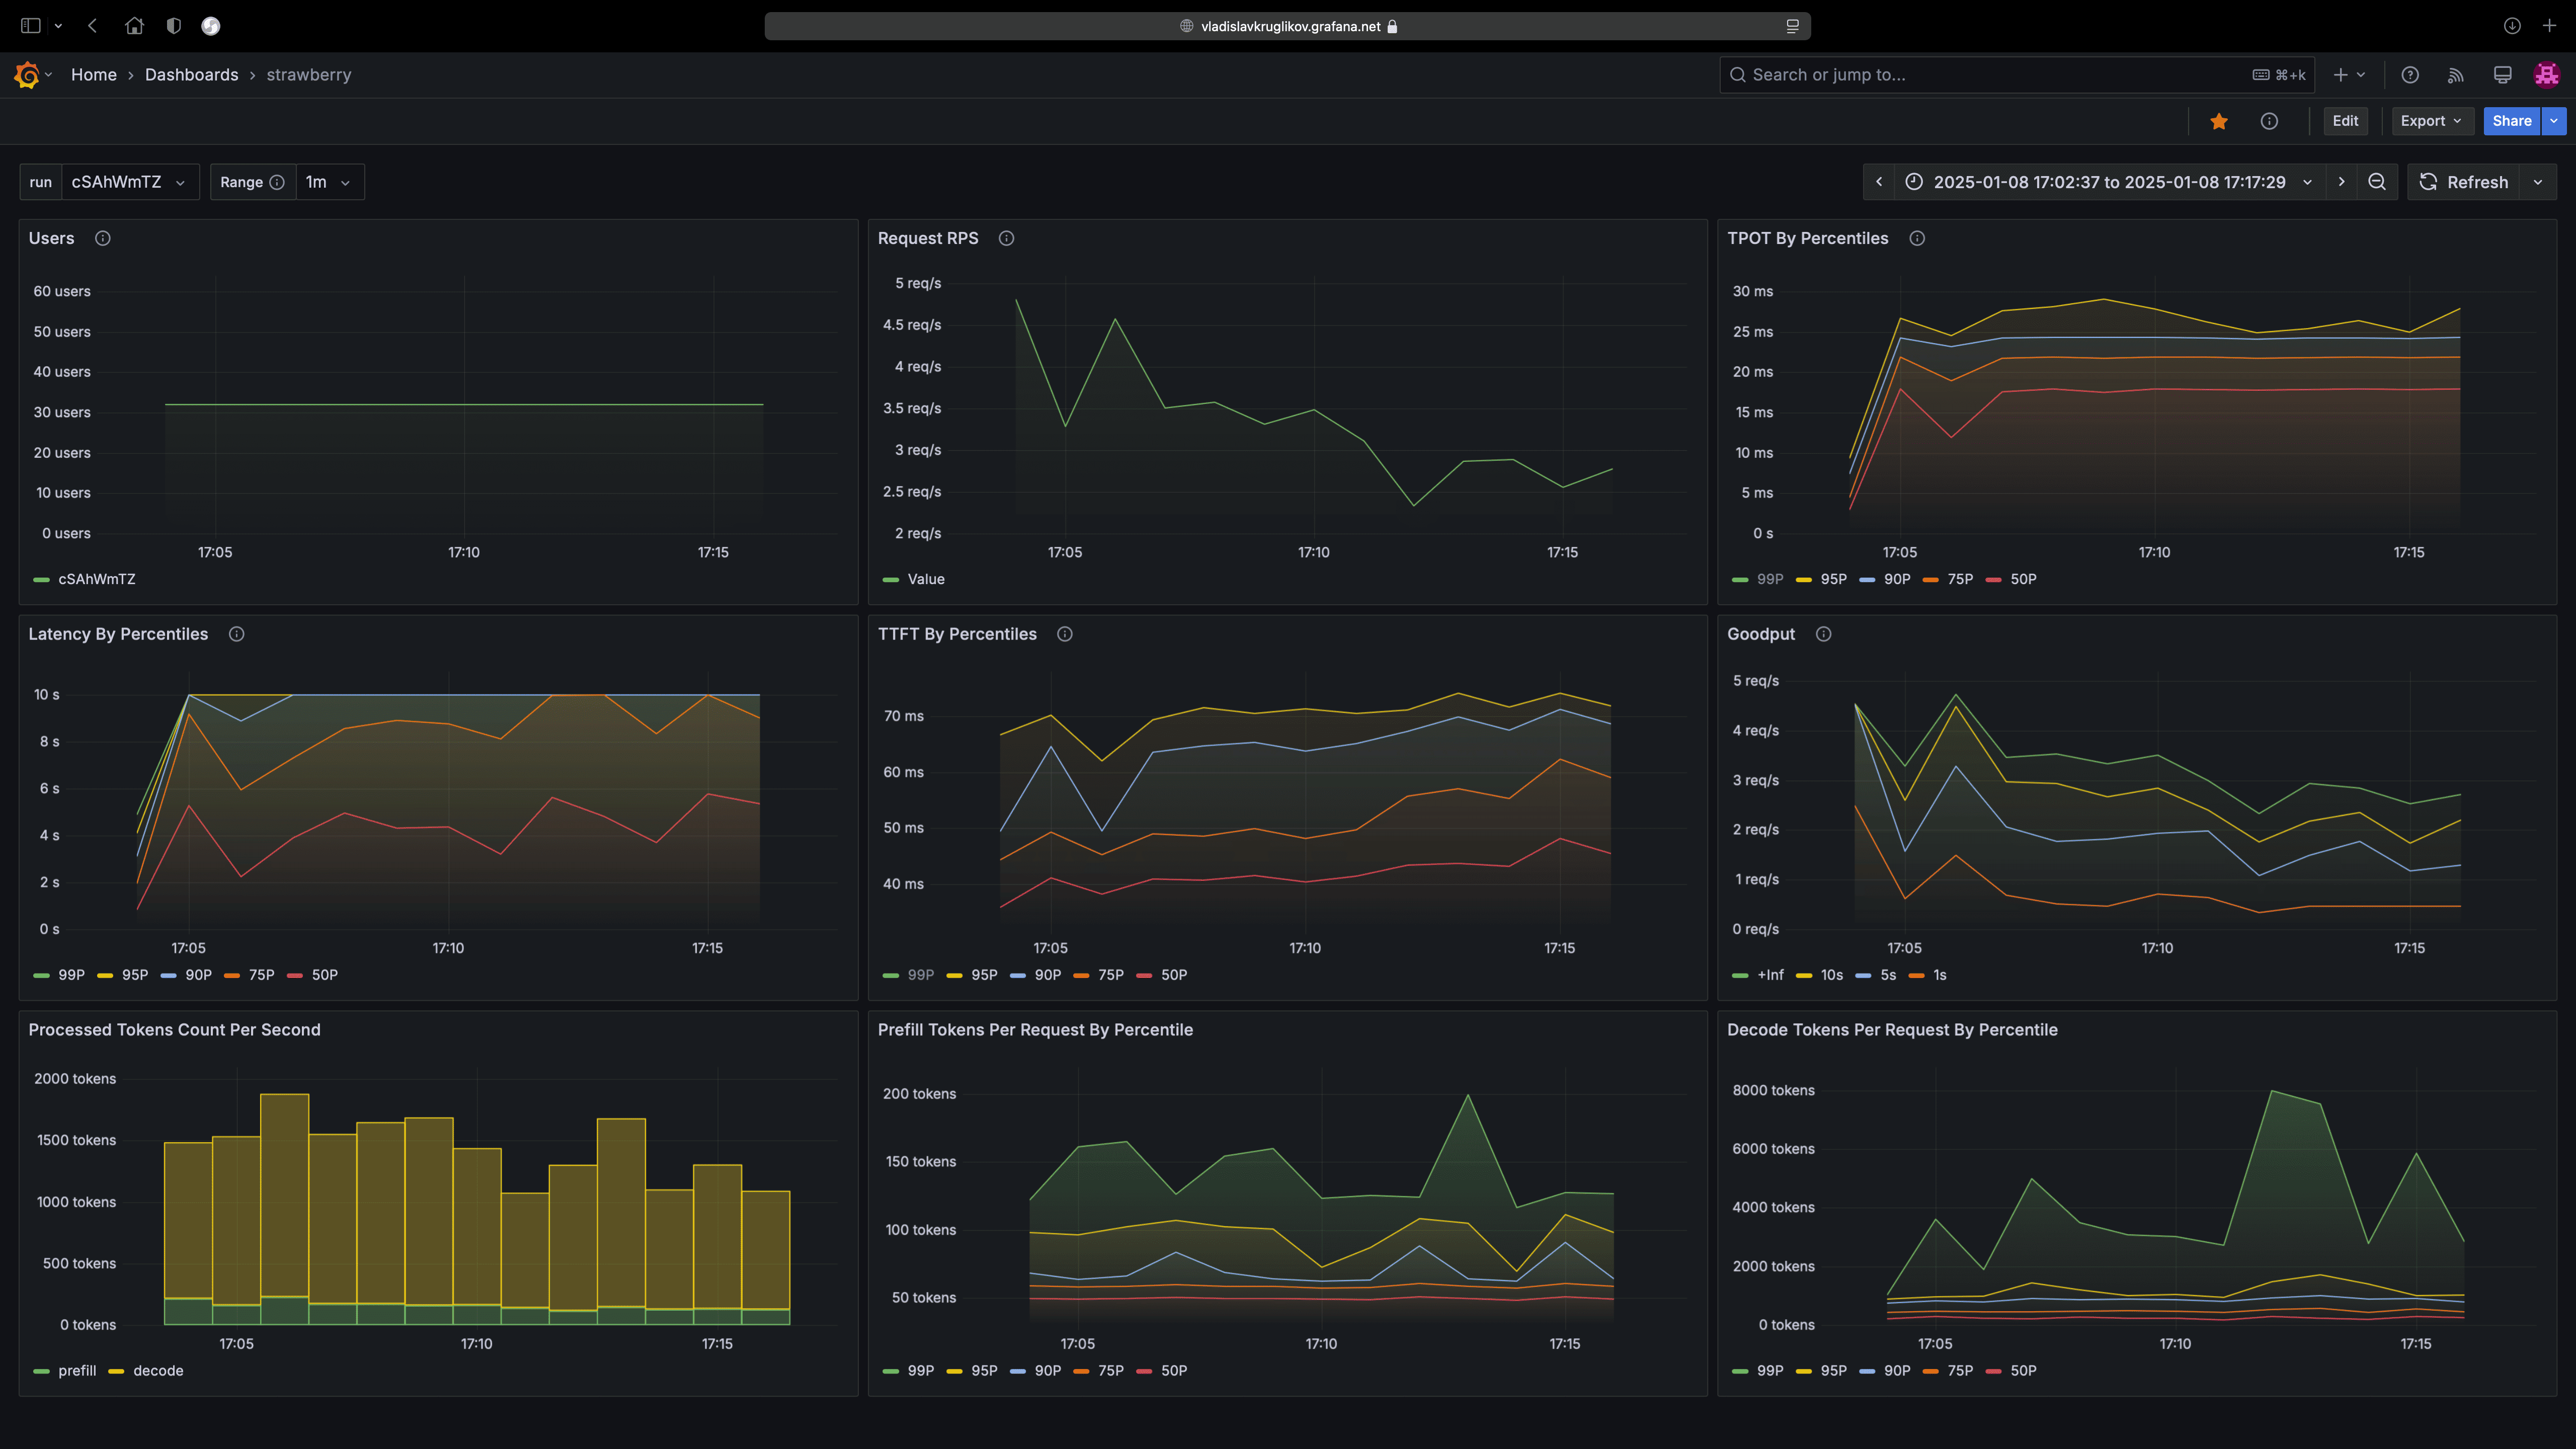 vladislavkruglikov.grafana.net
Home › Dashboards › strawberry
Search or jump to... ⌘+k
Edit Export Share
run cSAhWmTZ Range 1m 2025-01-08 17:02:37 to 2025-01-08 17:17:29 Refresh
Users
60 users
50 users
40 users
30 users
20 users
10 users
0 users
17:05 17:10 17:15
cSAhWmTZ
Request RPS
5 req/s
4.5 req/s
4 req/s
3.5 req/s
3 req/s
2.5 req/s
2 req/s
17:05 17:10 17:15
Value
TPOT By Percentiles
30 ms
25 ms
20 ms
15 ms
10 ms
5 ms
0 s
17:05 17:10 17:15
99P 95P 90P 75P 50P
Latency By Percentiles
10 s
8 s
6 s
4 s
2 s
0 s
17:05 17:10 17:15
99P 95P 90P 75P 50P
TTFT By Percentiles
70 ms
60 ms
50 ms
40 ms
17:05 17:10 17:15
99P 95P 90P 75P 50P
Goodput
5 req/s
4 req/s
3 req/s
2 req/s
1 req/s
0 req/s
17:05 17:10 17:15
+Inf 10s 5s 1s
Processed Tokens Count Per Second
2000 tokens
1500 tokens
1000 tokens
500 tokens
0 tokens
17:05 17:10 17:15
prefill decode
Prefill Tokens Per Request By Percentile
200 tokens
150 tokens
100 tokens
50 tokens
17:05 17:10 17:15
99P 95P 90P 75P 50P
Decode Tokens Per Request By Percentile
8000 tokens
6000 tokens
4000 tokens
2000 tokens
0 tokens
17:05 17:10 17:15
99P 95P 90P 75P 50P